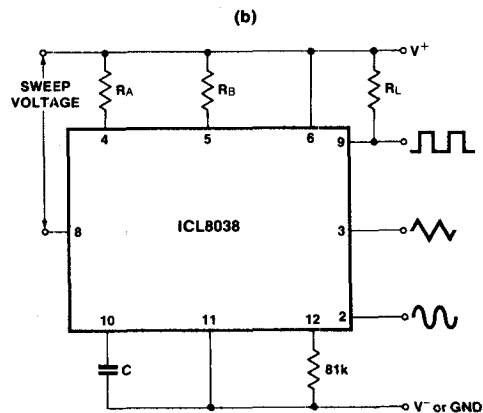 (b)
V+
SWEEP
VOLTAGE
RA
RB
RL
4
5
6
9
8
ICL8038
3
2
10
11
12
C
81k
V− or GND